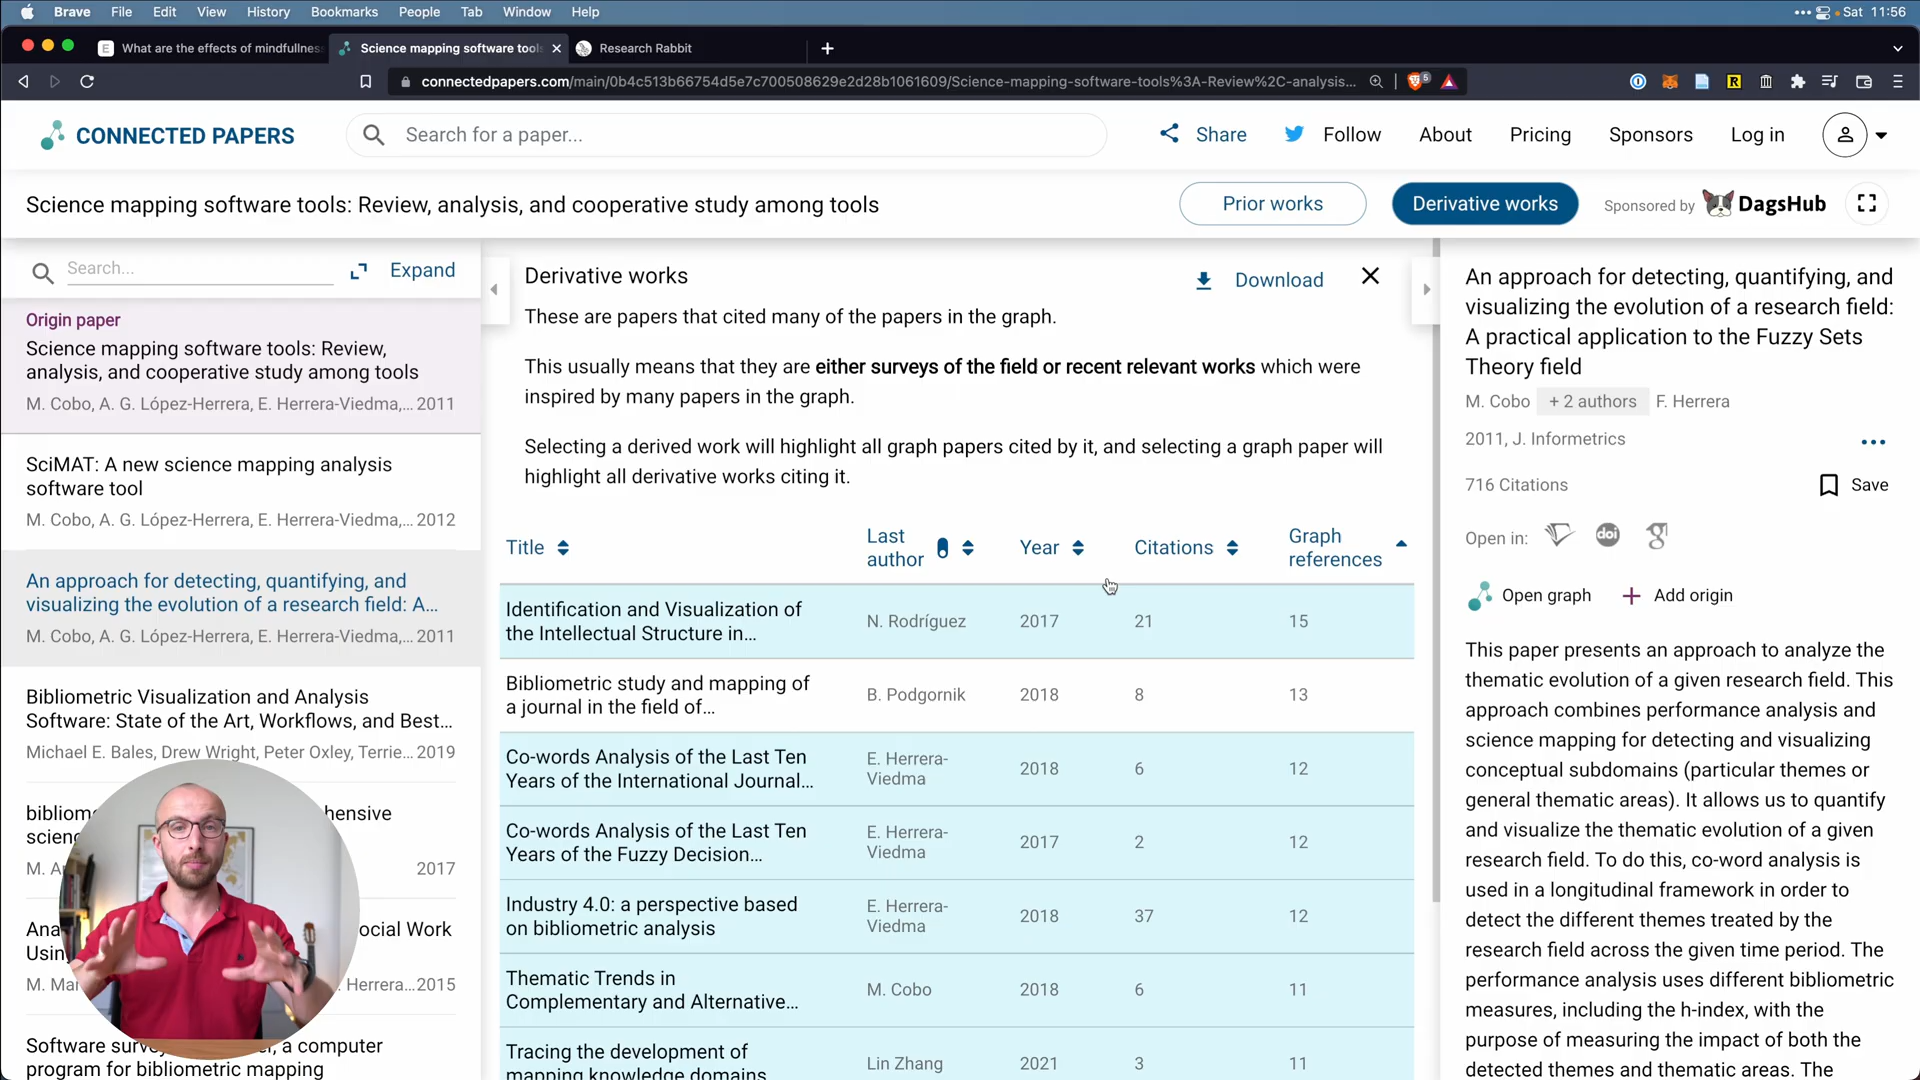 Brave File Edit View History Bookmarks People Tab Window Help
Sat 11:56
What are the effects of mindfullnes
Science mapping software tool
Research Rabbit
connectedpapers.com/main/0b4c513b66754d5e7c700508629e2d28b1061609/Science-mapping-software-tools%3A-Review%2C-analysis...
5
CONNECTED PAPERS
Search for a paper...
Share
Follow
About
Pricing
Sponsors
Log in
Science mapping software tools: Review, analysis, and cooperative study among tools
Prior works
Derivative works
Sponsored by DagsHub
Search...
Expand
Origin paper
Science mapping software tools: Review,
analysis, and cooperative study among tools
M. Cobo, A. G. López-Herrera, E. Herrera-Viedma,... 2011
SciMAT: A new science mapping analysis
software tool
M. Cobo, A. G. López-Herrera, E. Herrera-Viedma,... 2012
An approach for detecting, quantifying, and
visualizing the evolution of a research field: A...
M. Cobo, A. G. López-Herrera, E. Herrera-Viedma,... 2011
Bibliometric Visualization and Analysis
Software: State of the Art, Workflows, and Best...
Michael E. Bales, Drew Wright, Peter Oxley, Terrie... 2019
2017
ocial Work
Herrera...2015
a computer
program for bibliometric mapping
Derivative works
Download
These are papers that cited many of the papers in the graph.
This usually means that they are either surveys of the field or recent relevant works which were
inspired by many papers in the graph.
Selecting a derived work will highlight all graph papers cited by it, and selecting a graph paper will
highlight all derivative works citing it.
Title
Last
author
Year
Citations
Graph
references
Identification and Visualization of
the Intellectual Structure in...
N. Rodríguez
2017
21
15
Bibliometric study and mapping of
a journal in the field of...
B. Podgornik
2018
8
13
Co-words Analysis of the Last Ten
Years of the International Journal...
E. Herrera-
Viedma
2018
6
12
Co-words Analysis of the Last Ten
Years of the Fuzzy Decision...
E. Herrera-
Viedma
2017
2
12
Industry 4.0: a perspective based
on bibliometric analysis
E. Herrera-
Viedma
2018
37
12
Thematic Trends in
Complementary and Alternative...
M. Cobo
2018
6
11
Tracing the development of
mapping knowledge domains
Lin Zhang
2021
3
11
An approach for detecting, quantifying, and
visualizing the evolution of a research field:
A practical application to the Fuzzy Sets
Theory field
M. Cobo + 2 authors F. Herrera
2011, J. Informetrics
716 Citations
Save
Open in:
doi
Open graph
Add origin
This paper presents an approach to analyze the
thematic evolution of a given research field. This
approach combines performance analysis and
science mapping for detecting and visualizing
conceptual subdomains (particular themes or
general thematic areas). It allows us to quantify
and visualize the thematic evolution of a given
research field. To do this, co-word analysis is
used in a longitudinal framework in order to
detect the different themes treated by the
research field across the given time period. The
performance analysis uses different bibliometric
measures, including the h-index, with the
purpose of measuring the impact of both the
detected themes and thematic areas. The